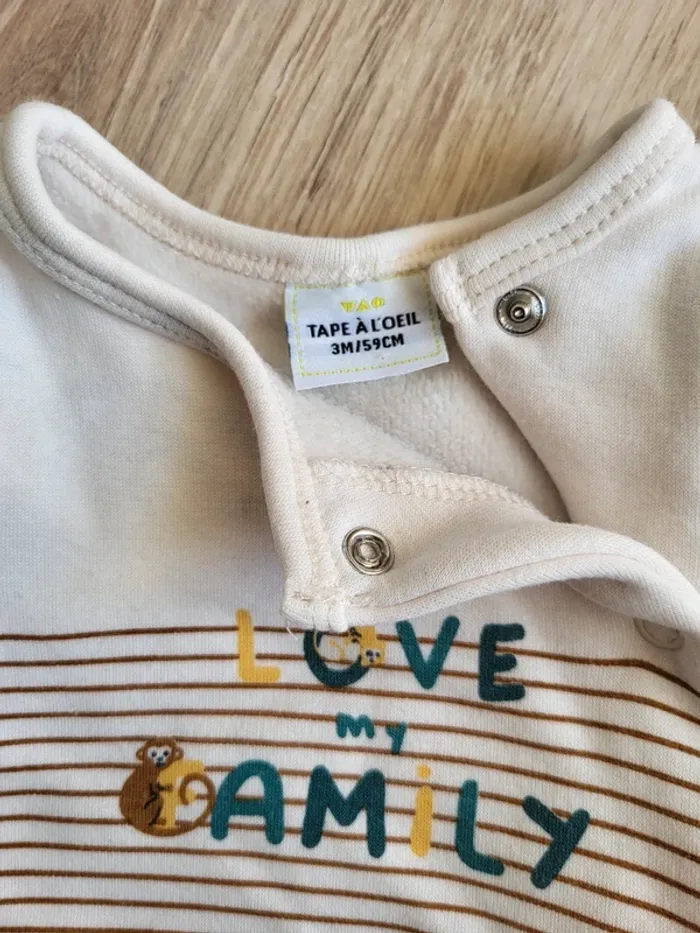 TAO
TAPE À L'OEIL
3M/59CM
LOVE
my
FAMiLY